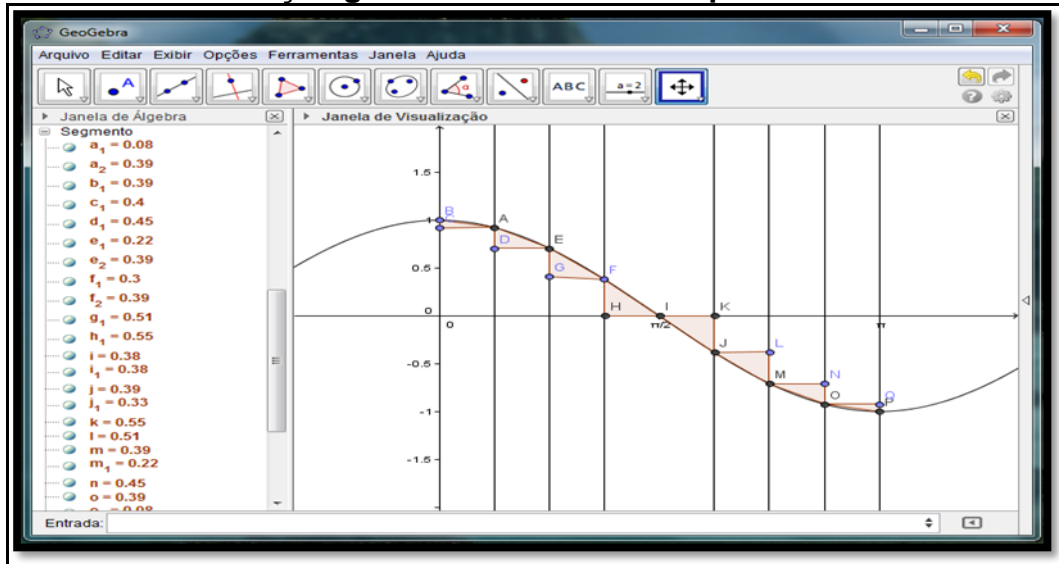 GeoGebra
Arquivo Editar Exibir Opções Ferramentas Janela Ajuda
A
α
ABC
a=2
Janela de Álgebra
Janela de Visualização
Segmento
a₁ = 0.08
a₂ = 0.39
b₁ = 0.39
c₁ = 0.4
d₁ = 0.45
e₁ = 0.22
e₂ = 0.39
f₁ = 0.3
f₂ = 0.39
g₁ = 0.51
h₁ = 0.55
i = 0.38
i₁ = 0.38
j = 0.39
j₁ = 0.33
k = 0.55
l = 0.51
m = 0.39
m₁ = 0.22
n = 0.45
o = 0.39
1.5
1
0.5
0
-0.5
-1
-1.5
0
π/2
π
B
A
D
E
G
F
H
I
K
J
L
M
N
O
P
Entrada: